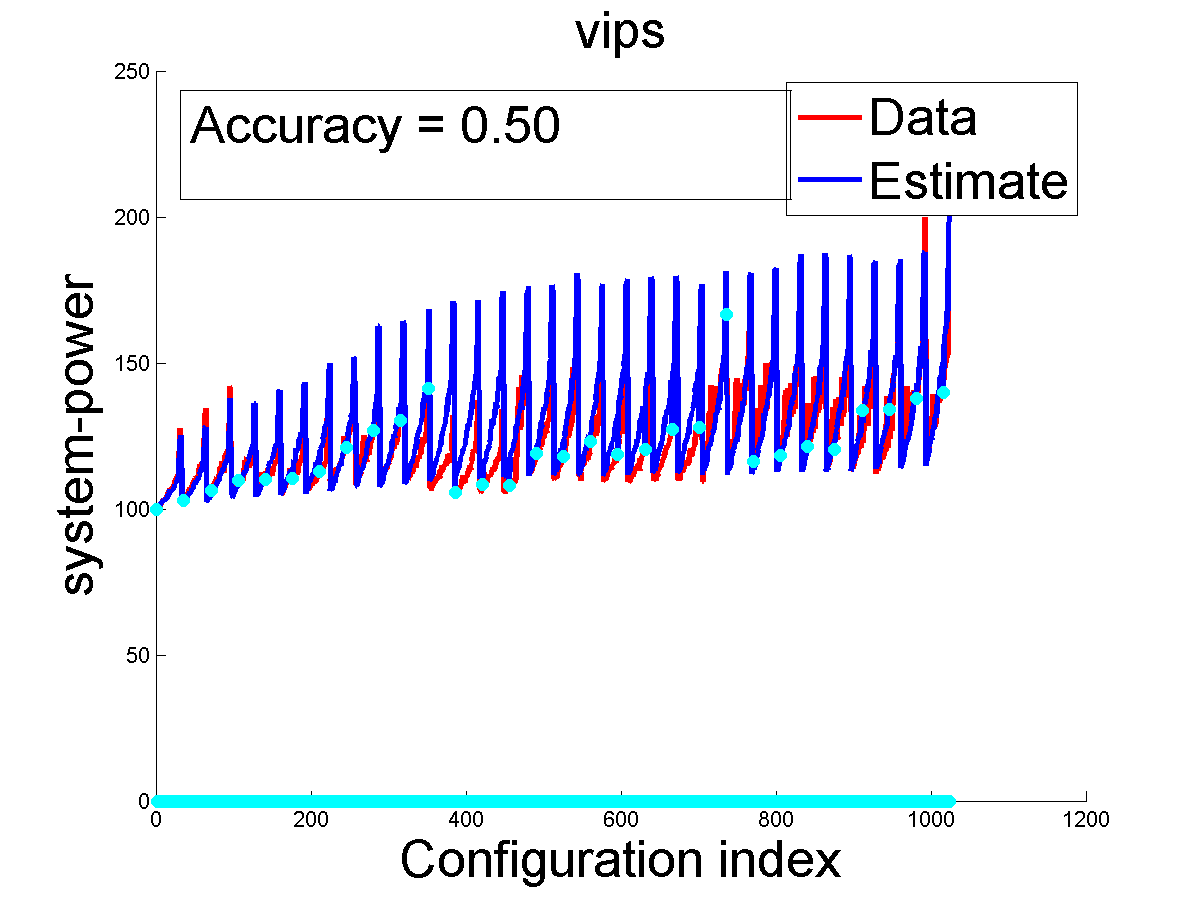 vips
Accuracy = 0.50
Data
Estimate
250
200
150
100
50
0
0 200 400 600 800 1000 1200
system-power
Configuration index